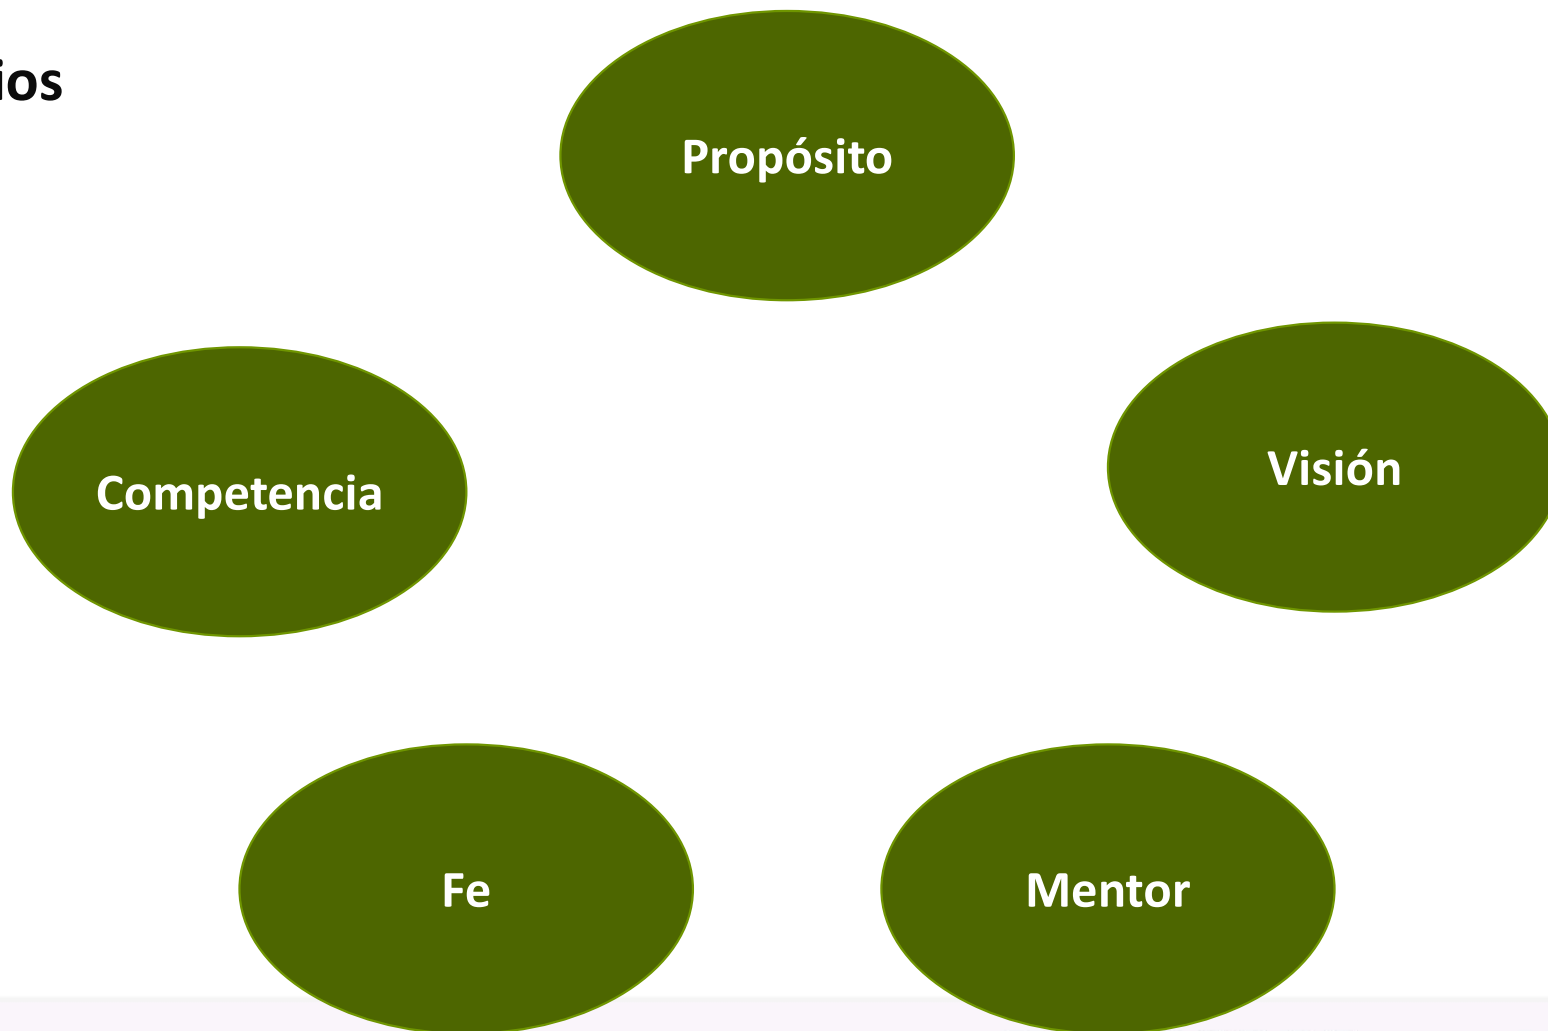 ios
Propósito
Visión
Competencia
Fe
Mentor